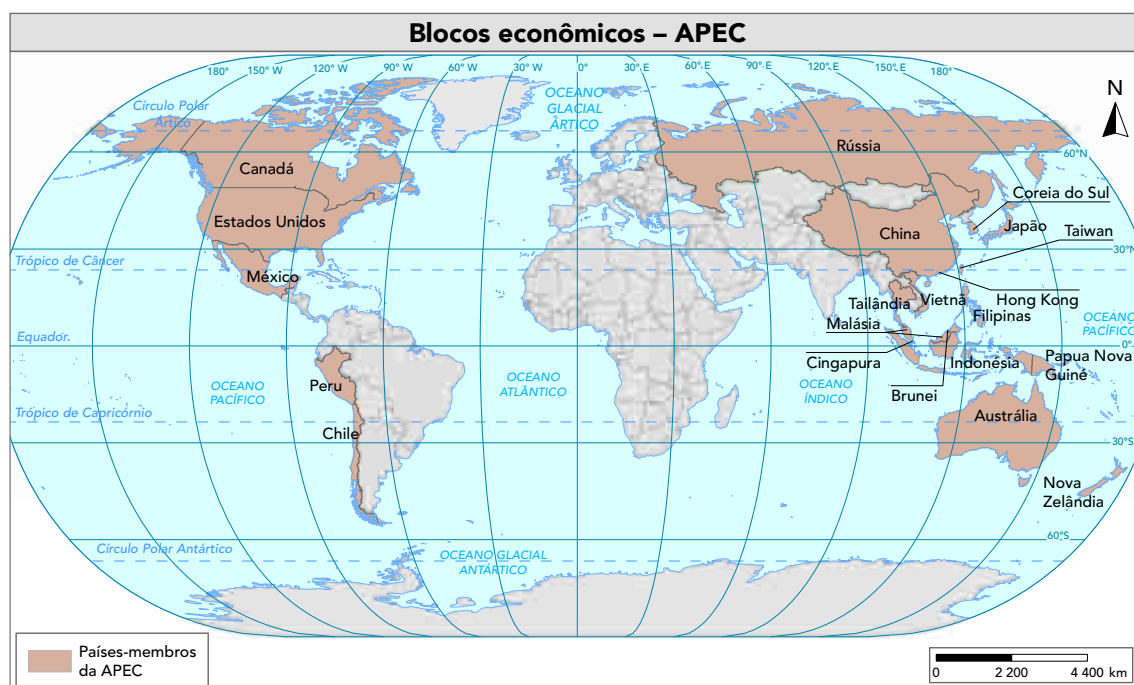 Blocos econômicos – APEC
180° 150° W 120° W 90° W 60° W 30° W 0° 30° E 60° E 90° E 120° E 150° E 180°
N
Círculo Polar
Ártico
OCEANO
GLACIAL
ÁRTICO
60°N
Canadá
Rússia
Estados Unidos
Coreia do Sul
China
Japão
Taiwan
30°N
Trópico de Câncer
México
Tailândia
Vietnã
Hong Kong
Filipinas
Malásia
OCEANO
PACÍFICO
Equador.
0°
Cingapura
Indonésia
Papua Nova
Guiné
Brunei
Peru
OCEANO
PACÍFICO
OCEANO
ATLÂNTICO
OCEANO
ÍNDICO
Trópico de Capricórnio
Austrália
Chile
30°S
Nova
Zelândia
60°S
Círculo Polar Antártico
OCEANO GLACIAL
ANTÁRTICO
Países-membros
da APEC
0 2 200 4 400 km